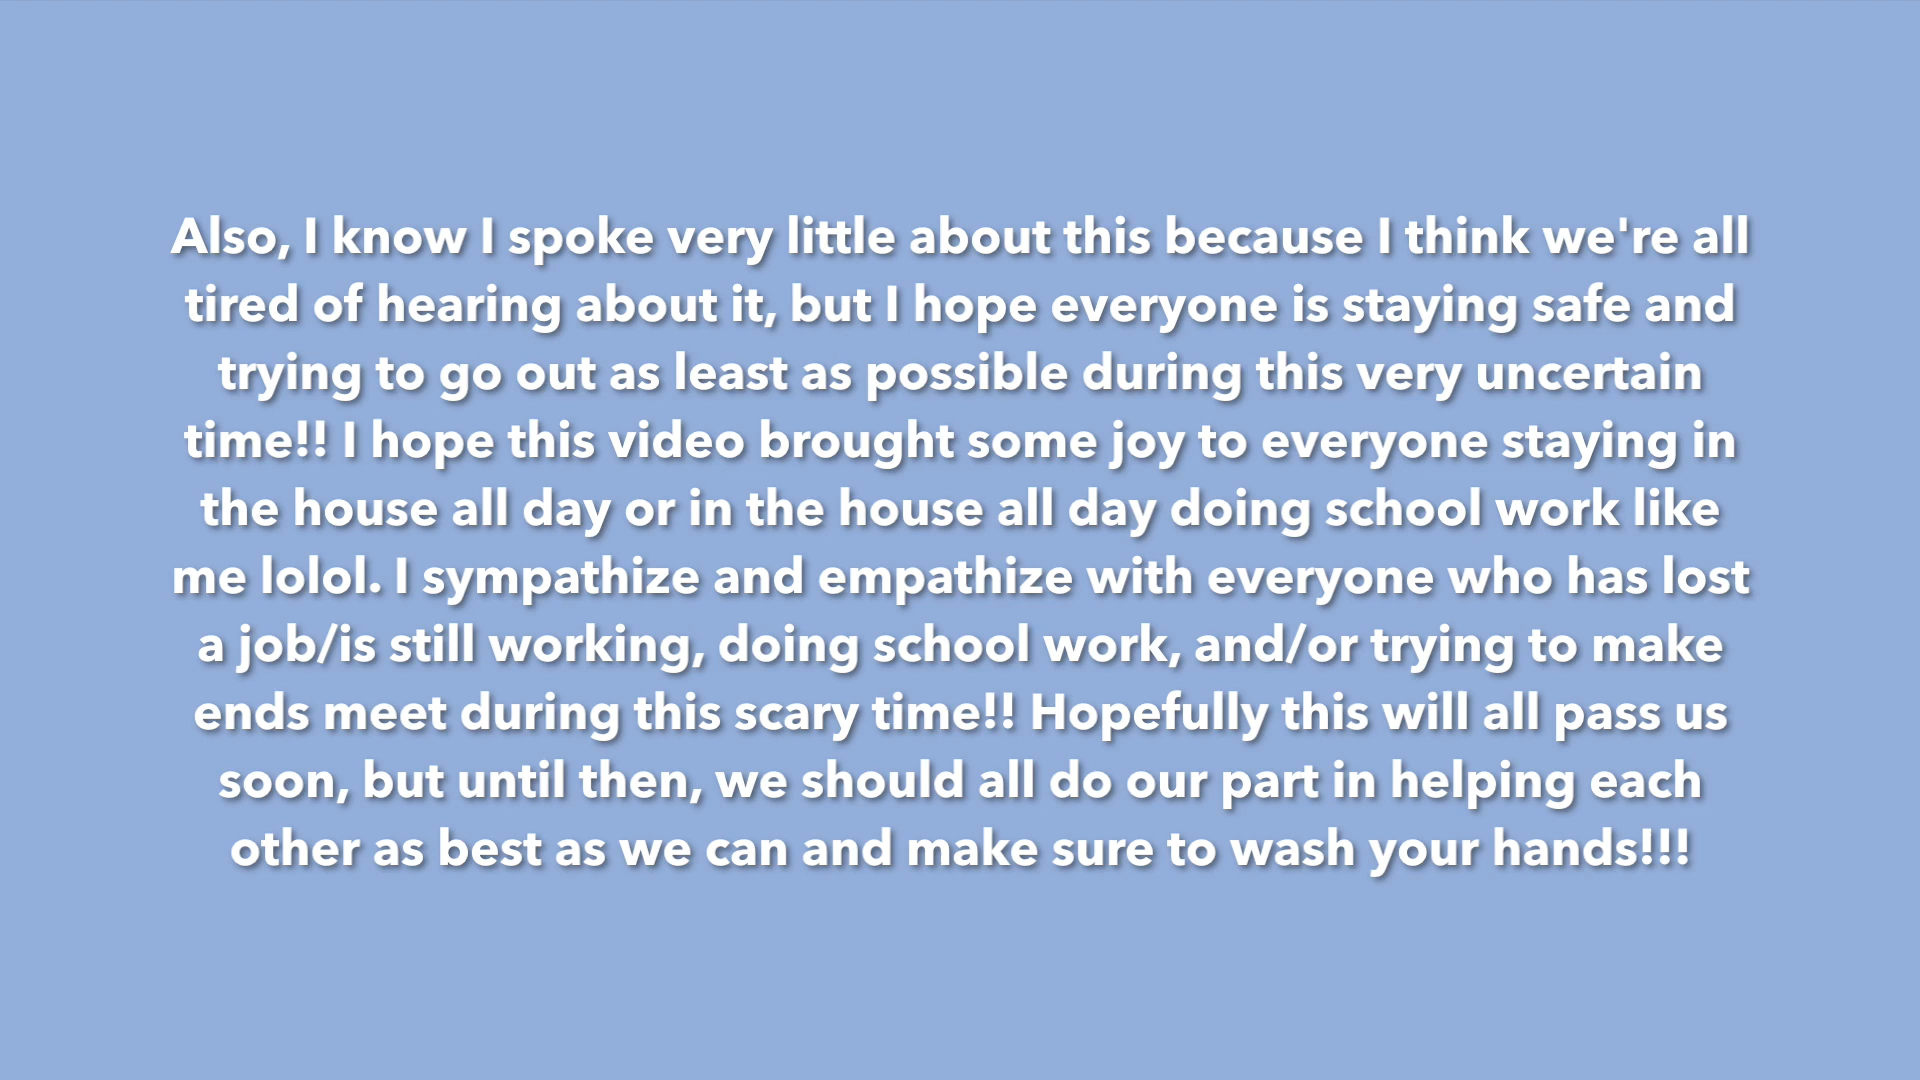 Also, I know I spoke very little about this because I think we're all
tired of hearing about it, but I hope everyone is staying safe and
trying to go out as least as possible during this very uncertain
time!! I hope this video brought some joy to everyone staying in
the house all day or in the house all day doing school work like
me lolol. I sympathize and empathize with everyone who has lost
a job/is still working, doing school work, and/or trying to make
ends meet during this scary time!! Hopefully this will all pass us
soon, but until then, we should all do our part in helping each
other as best as we can and make sure to wash your hands!!!